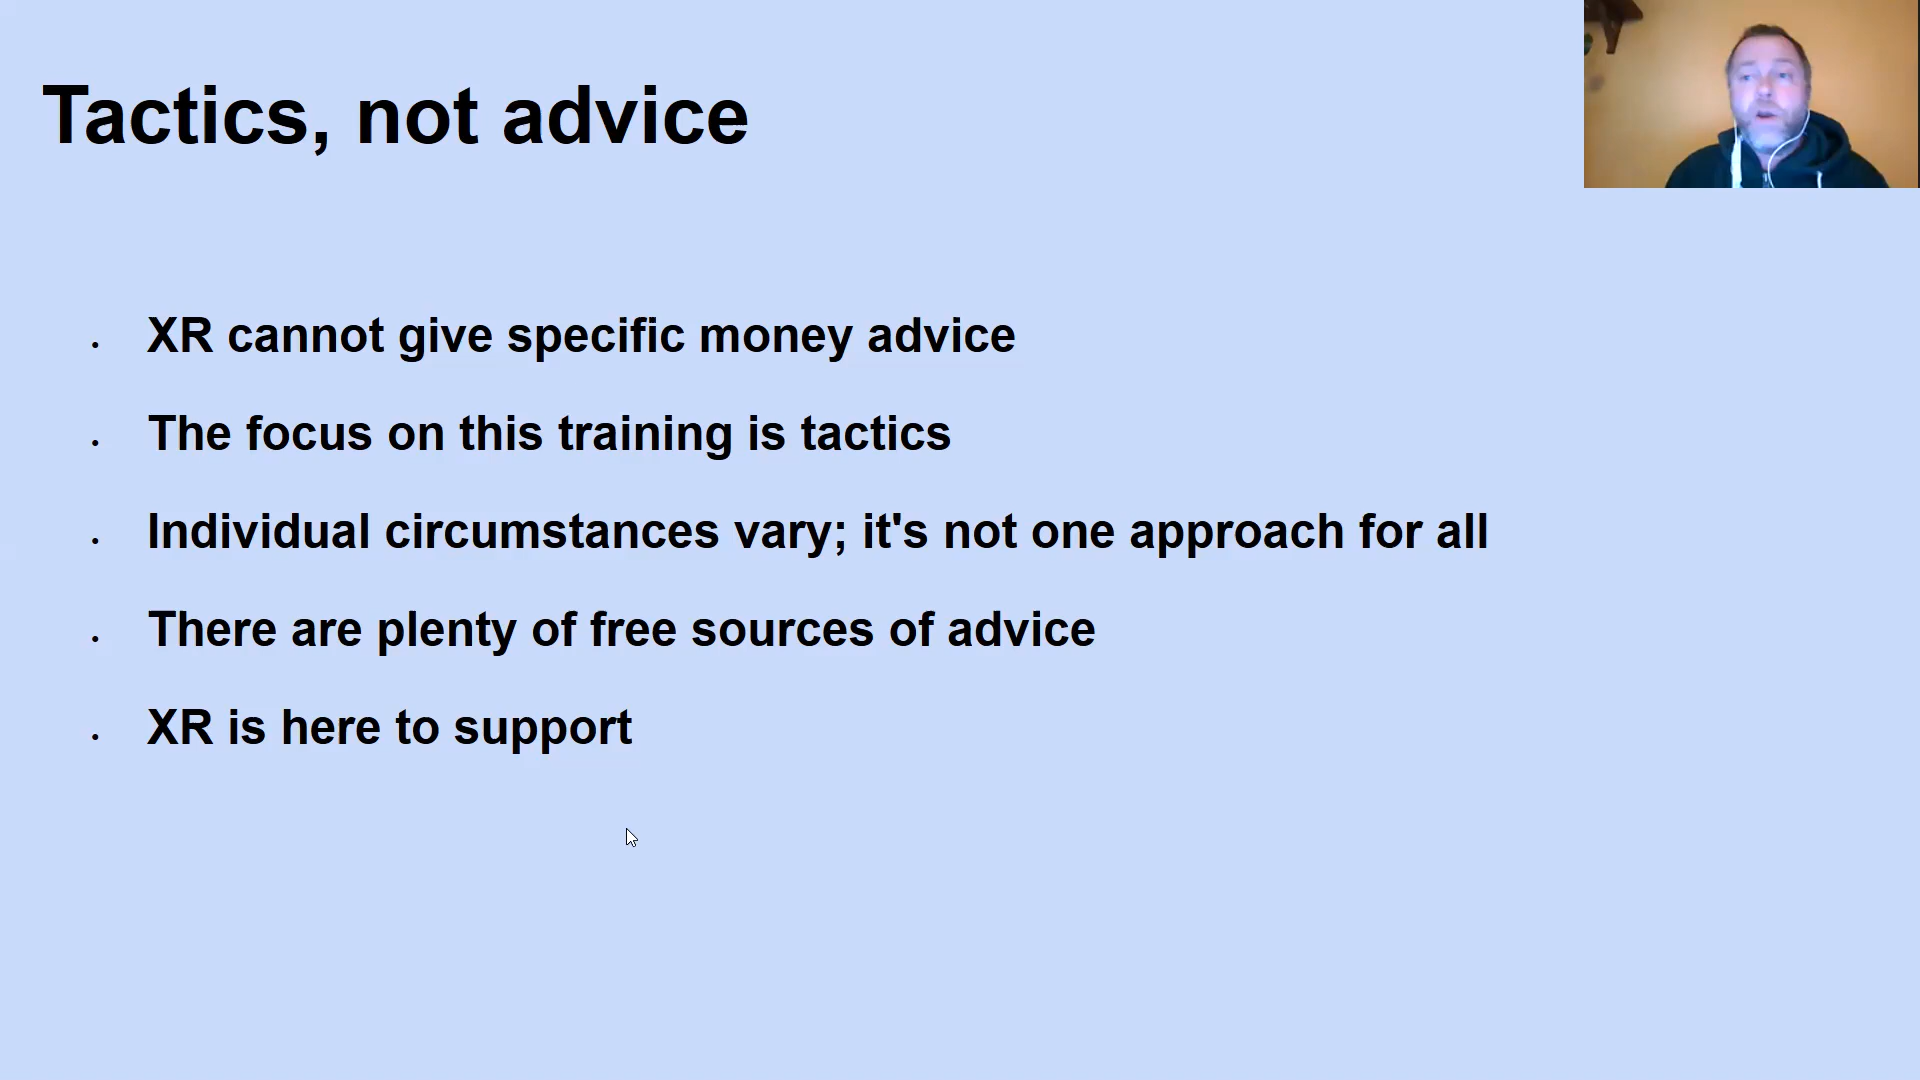 Tactics, not advice
XR cannot give specific money advice
The focus on this training is tactics
Individual circumstances vary; it's not one approach for all
There are plenty of free sources of advice
XR is here to support